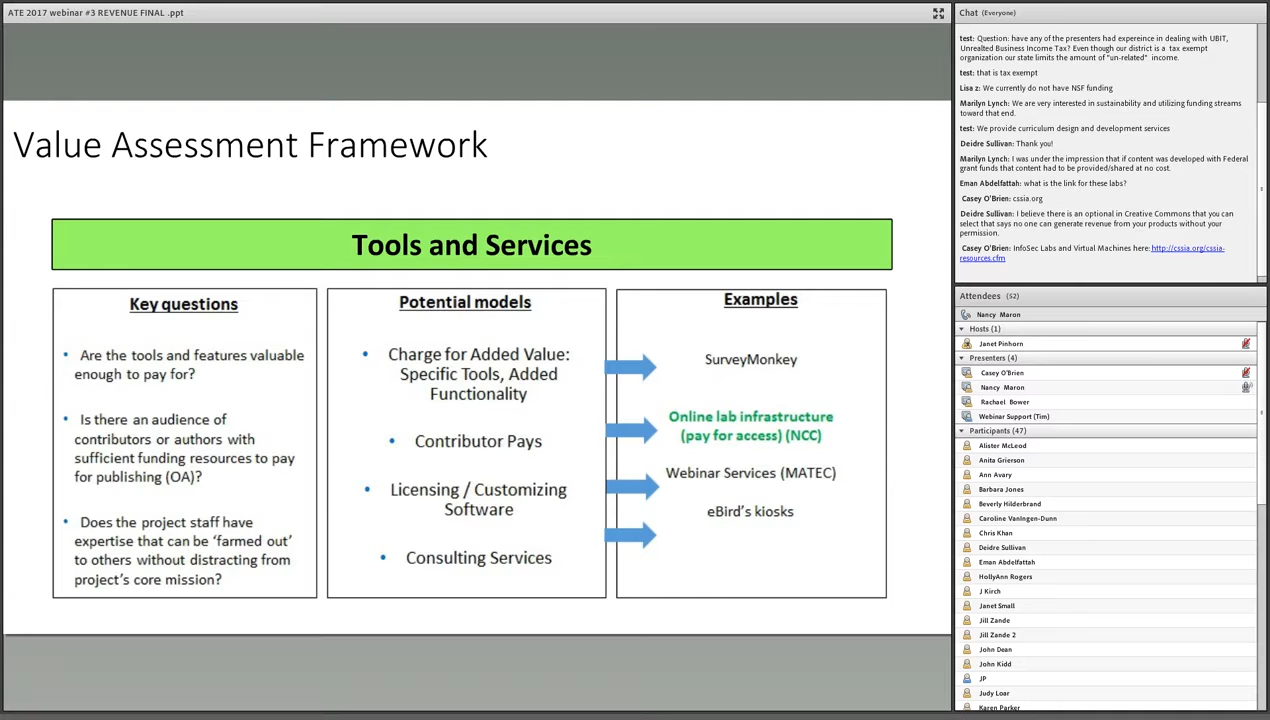 ATE 2017 webinar #3 REVENUE FINAL .ppt
Value Assessment Framework
Tools and Services
Key questions
• Are the tools and features valuable
enough to pay for?
• Is there an audience of
contributors or authors with
sufficient funding resources to pay
for publishing (OA)?
• Does the project staff have
expertise that can be ‘farmed out’
to others without distracting from
project's core mission?
Potential models
• Charge for Added Value:
Specific Tools, Added
Functionality
• Contributor Pays
• Licensing / Customizing
Software
• Consulting Services
Examples
SurveyMonkey
Online lab infrastructure
(pay for access) (NCC)
Webinar Services (MATEC)
eBird's kiosks
Chat (Everyone)
test: Question: have any of the presenters had expereince in dealing with UBIT,
Unrealted Business Income Tax? Even though our district is a tax exempt
organization our state limits the amount of "un-related" income.
test: that is tax exempt
Lisa z: We currently do not have NSF funding
Marilyn Lynch: We are very interested in sustainability and utilizing funding streams
toward that end.
test: We provide curriculum design and development services
Deidre Sullivan: Thank you!
Marilyn Lynch: I was under the impression that if content was developed with Federal
grant funds that content had to be provided/shared at no cost.
Eman Abdelfattah: what is the link for these labs?
Casey O'Brien: cssia.org
Deidre Sullivan: I believe there is an optional in Creative Commons that you can
select that says no one can generate revenue from your products without your
permission.
Casey O'Brien: InfoSec Labs and Virtual Machines here: http://cssia.org/cssia-
resources.cfm
Attendees (52)
Nancy Maron
Hosts (1)
Janet Pinhorn
Presenters (4)
Casey O'Brien
Nancy Maron
Rachael Bower
Webinar Support (Tim)
Participants (47)
Alister McLeod
Anita Grierson
Ann Avary
Barbara Jones
Beverly Hilderbrand
Caroline VanIngen-Dunn
Chris Khan
Deidre Sullivan
Eman Abdelfattah
HollyAnn Rogers
J Kirch
Janet Small
Jill Zande
Jill Zande 2
John Dean
John Kidd
JP
Judy Loar
Karen Parker